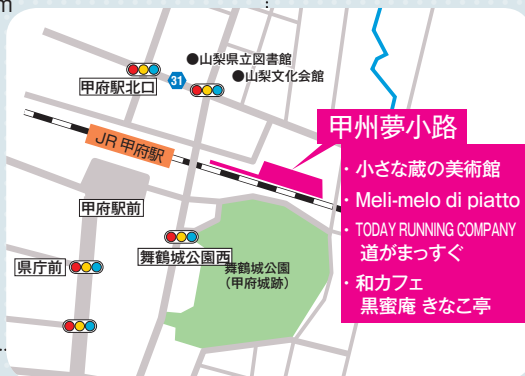 m
●山梨県立図書館
●山梨文化会館
31
甲府駅北口
JR 甲府駅
甲州夢小路
・小さな蔵の美術館
・Meli-melo di piatto
・TODAY RUNNING COMPANY
道がまっすぐ
・和カフェ
黒蜜庵 きなこ亭
甲府駅前
舞鶴城公園西
県庁前
舞鶴城公園
（甲府城跡）